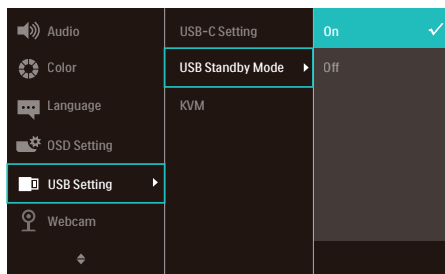 Audio
Color
Language
OSD Setting
USB Setting
Webcam
USB-C Setting
USB Standby Mode
KVM
On
Off